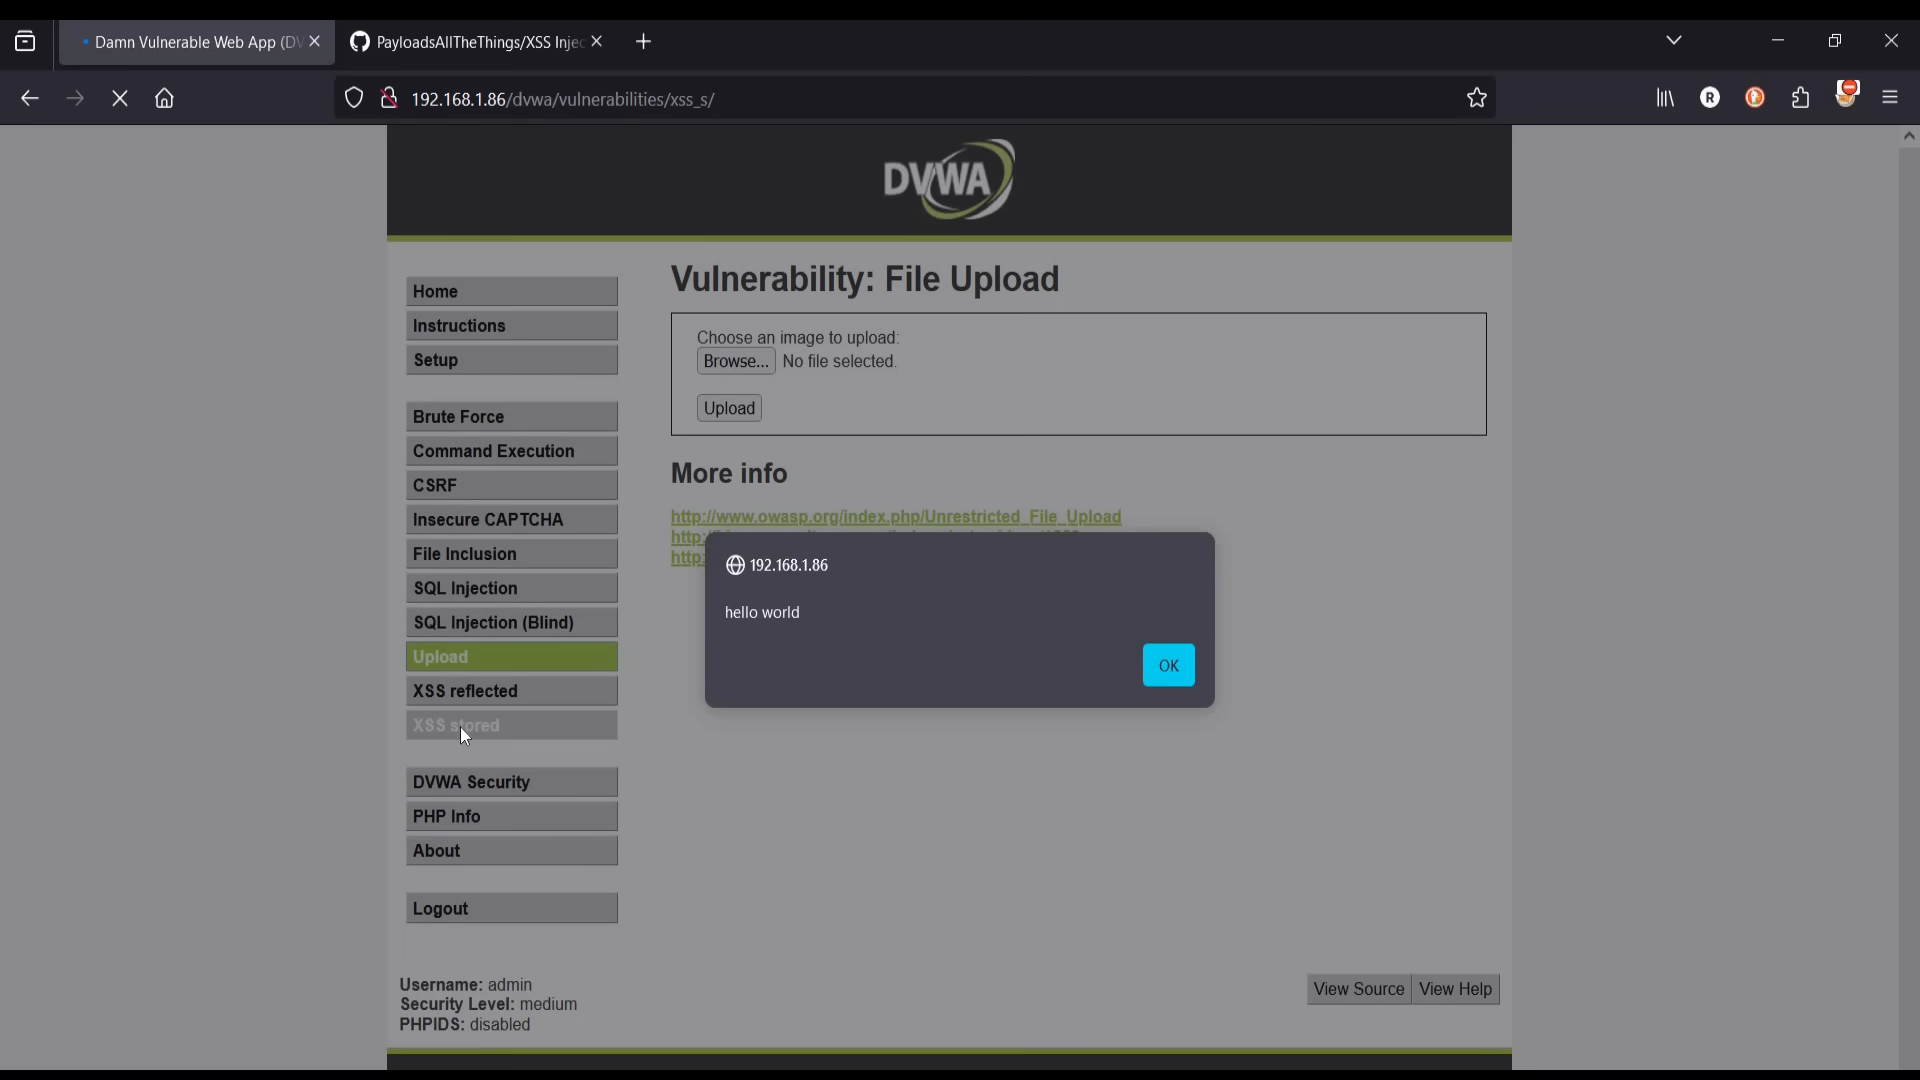 Damn Vulnerable Web App (DV
PayloadsAllTheThings/XSS Injec
192.168.1.86/dvwa/vulnerabilities/xss_s/
R
DVWA
Home
Instructions
Setup
Brute Force
Command Execution
CSRF
Insecure CAPTCHA
File Inclusion
SQL Injection
SQL Injection (Blind)
Upload
XSS reflected
XSS stored
DVWA Security
PHP Info
About
Logout
Vulnerability: File Upload
Choose an image to upload:
Browse... No file selected.
Upload
More info
http://www.owasp.org/index.php/Unrestricted_File_Upload
http:
http:
192.168.1.86
hello world
OK
Username: admin
Security Level: medium
PHPIDS: disabled
View Source View Help